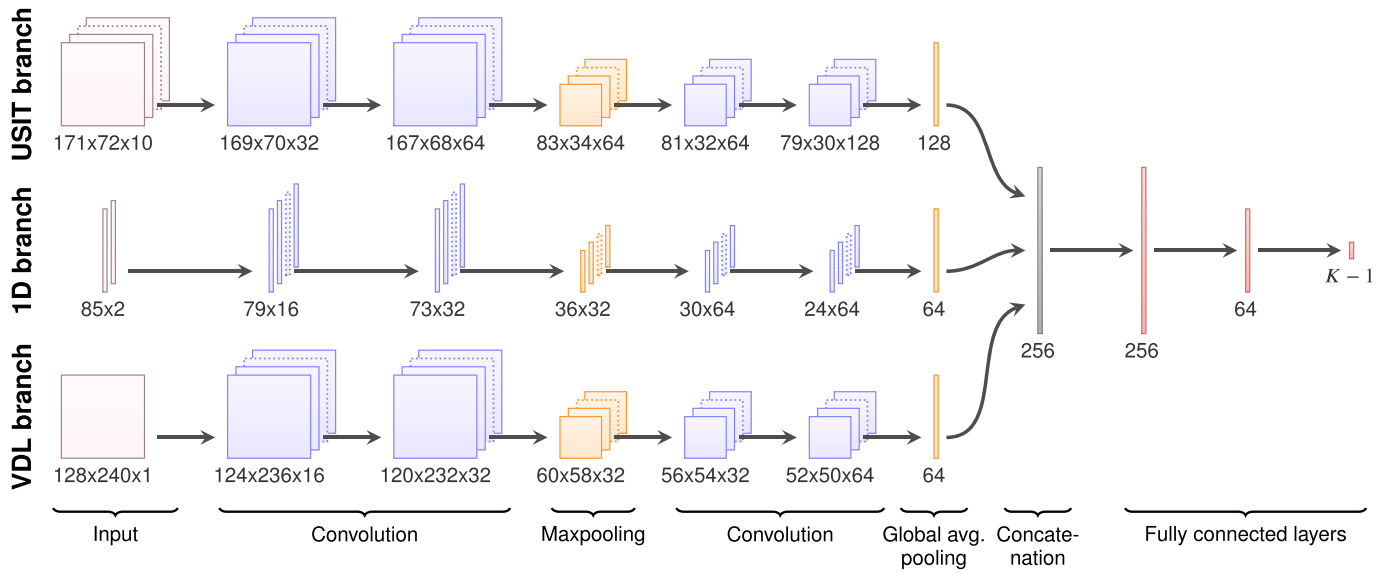 USIT branch
171x72x10
169x70x32
167x68x64
83x34x64
81x32x64
79x30x128
128
1D branch
85x2
79x16
73x32
36x32
30x64
24x64
64
256
256
64
K − 1
VDL branch
128x240x1
124x236x16
120x232x32
60x58x32
56x54x32
52x50x64
64
Input
Convolution
Maxpooling
Convolution
Global avg.
pooling
Concate-
nation
Fully connected layers